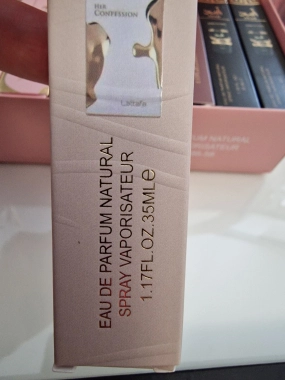 HER
CONFESSION
Lattafa
EAU DE PARFUM NATURAL
SPRAY VAPORISATEUR
1.17FL.OZ.35ML℮